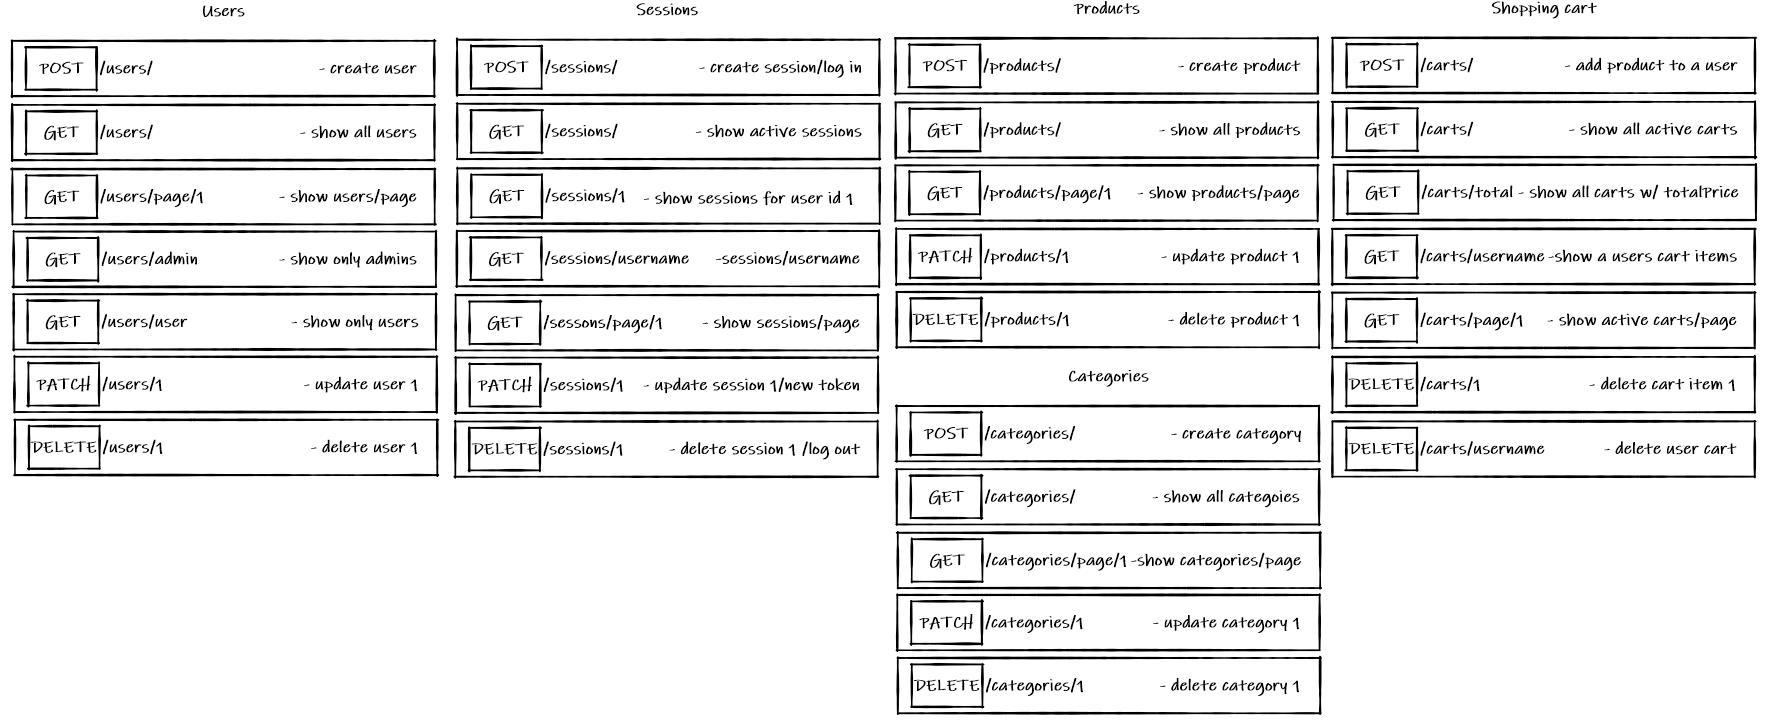 Users
POST /users/ - create user
GET /users/ - show all users
GET /users/page/1 - show users/page
GET /users/admin - show only admins
GET /users/user - show only users
PATCH /users/1 - update user 1
DELETE /users/1 - delete user 1
Sessions
POST /sessions/ - create session/log in
GET /sessions/ - show active sessions
GET /sessions/1 - show sessions for user id 1
GET /sessions/username -sessions/username
GET /sessons/page/1 - show sessions/page
PATCH /sessions/1 - update session 1/new token
DELETE /sessions/1 - delete session 1 /log out
Products
POST /products/ - create product
GET /products/ - show all products
GET /products/page/1 - show products/page
PATCH /products/1 - update product 1
DELETE /products/1 - delete product 1
Categories
POST /categories/ - create category
GET /categories/ - show all categoies
GET /categories/page/1 -show categories/page
PATCH /categories/1 - update category 1
DELETE /categories/1 - delete category 1
Shopping cart
POST /carts/ - add product to a user
GET /carts/ - show all active carts
GET /carts/total - show all carts w/ totalPrice
GET /carts/username -show a users cart items
GET /carts/page/1 - show active carts/page
DELETE /carts/1 - delete cart item 1
DELETE /carts/username - delete user cart